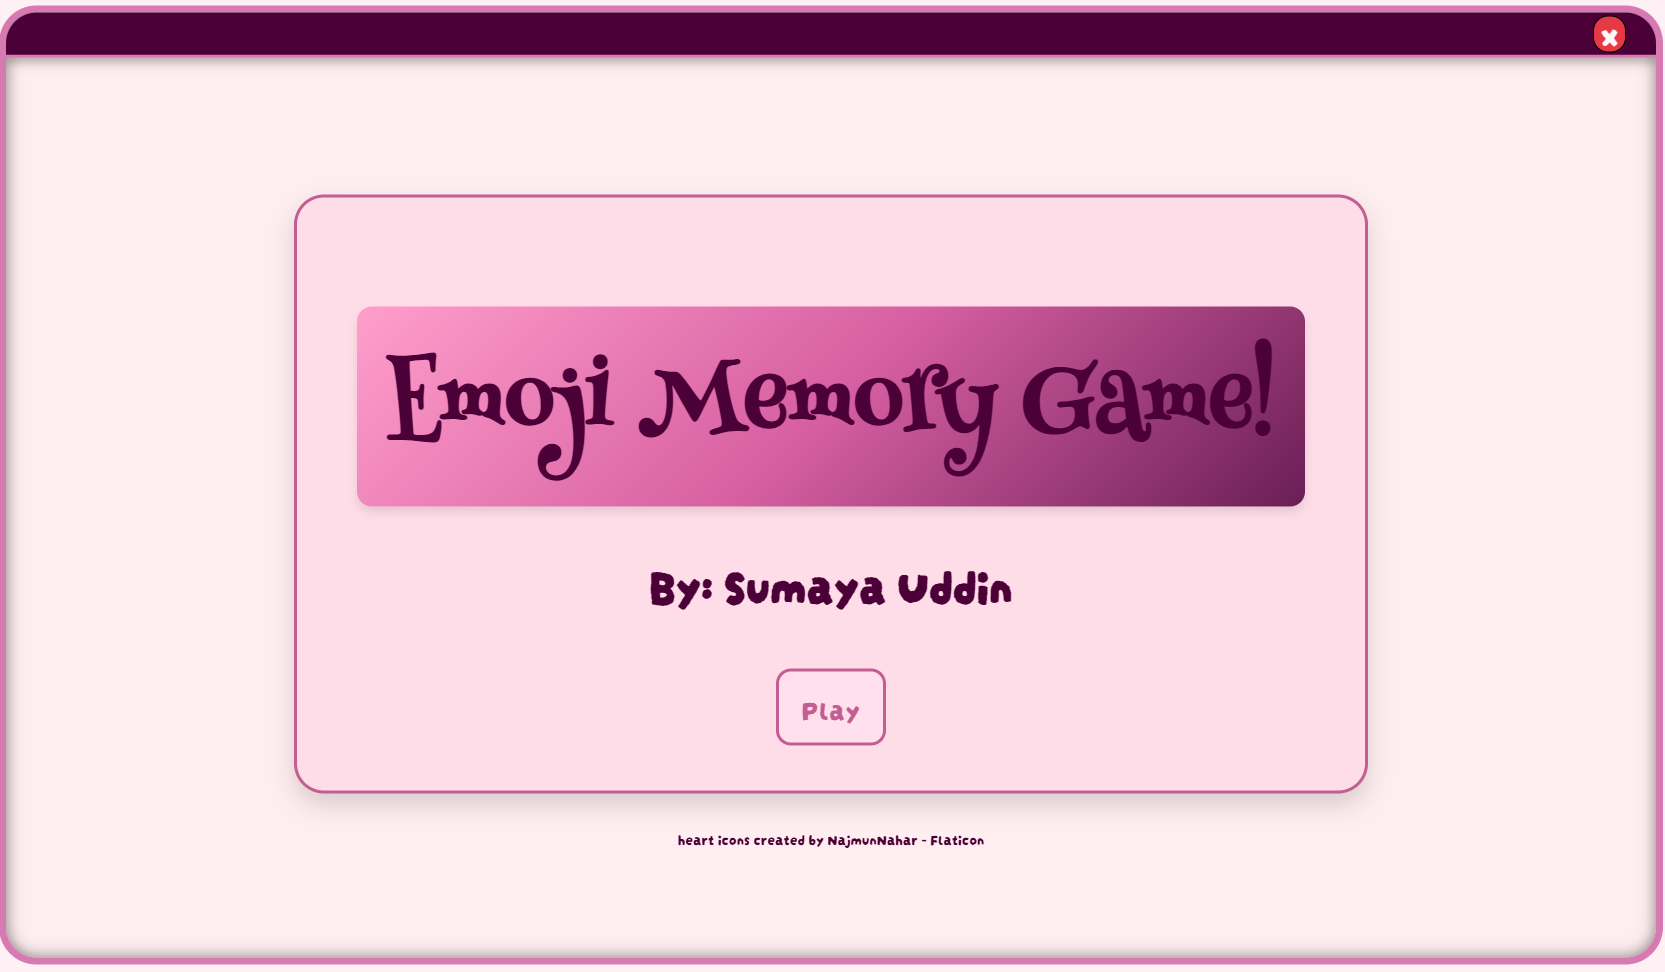 Emoji Memory Game!
By: Sumaya Uddin
Play
heart icons created by NajmunNahar - Flaticon